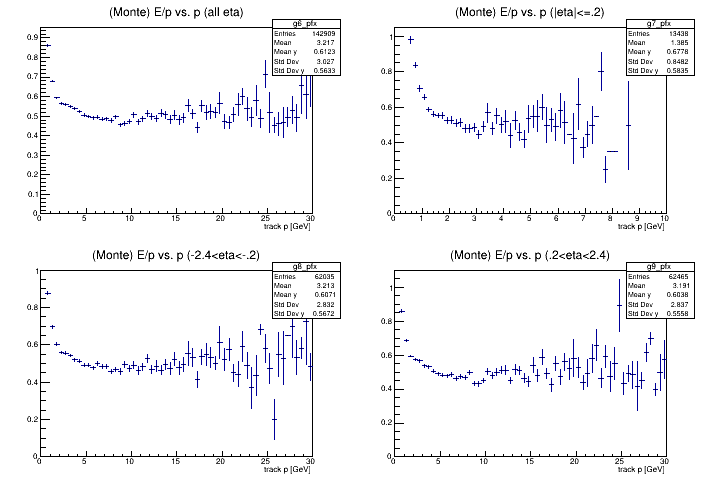 (Monte) E/p vs. p (all eta)
g6_pfx
Entries 142909
Mean 3.217
Mean y 0.6123
Std Dev 3.027
Std Dev y 0.5633
0.9
0.8
0.7
0.6
0.5
0.4
0.3
0.2
0.1
0
0 5 10 15 20 25 30
track p [GeV]
(Monte) E/p vs. p (|eta|<=.2)
g7_pfx
Entries 13438
Mean 1.385
Mean y 0.6778
Std Dev 0.8482
Std Dev y 0.5835
1
0.8
0.6
0.4
0.2
0
0 1 2 3 4 5 6 7 8 9 10
track p [GeV]
(Monte) E/p vs. p (-2.4<eta<-.2)
g8_pfx
Entries 62035
Mean 3.213
Mean y 0.6071
Std Dev 2.832
Std Dev y 0.5672
1
0.8
0.6
0.4
0.2
0
0 5 10 15 20 25 30
track p [GeV]
(Monte) E/p vs. p (.2<eta<2.4)
g9_pfx
Entries 62465
Mean 3.191
Mean y 0.6038
Std Dev 2.837
Std Dev y 0.5558
1
0.8
0.6
0.4
0.2
0
0 5 10 15 20 25 30
track p [GeV]